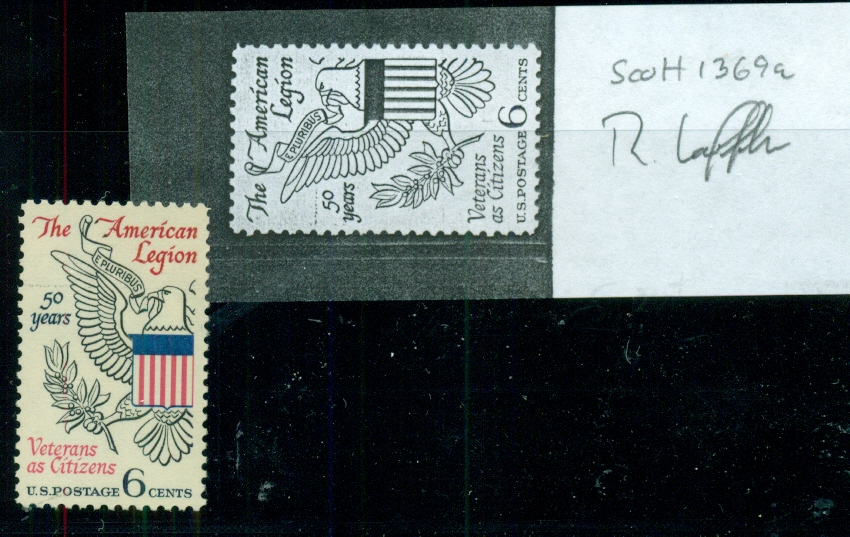 The American
Legion
E PLURIBUS
50
years
Veterans
as Citizens
U.S. POSTAGE 6 CENTS
Scott 1369a
R.
The American
Legion
E PLURIBUS
50
years
Veterans
as Citizens
U.S. POSTAGE 6 CENTS